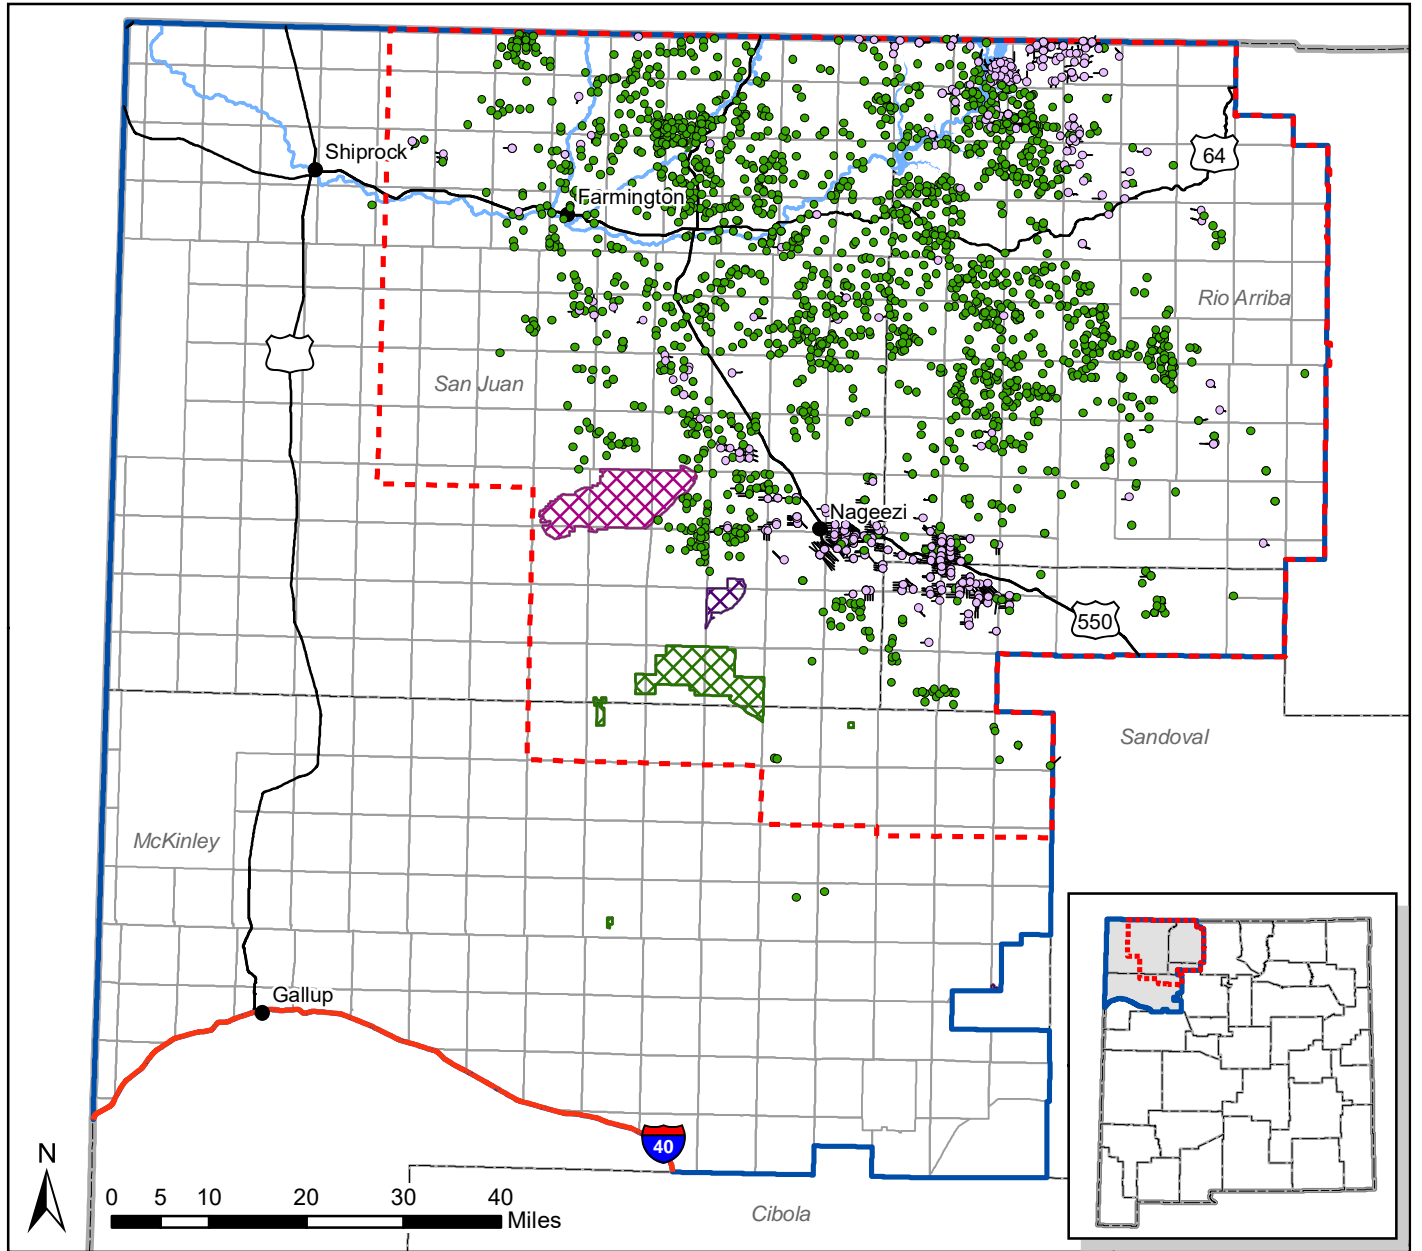 Shiprock
64
Farmington
Rio Arriba
San Juan
Nageezi
550
Sandoval
McKinley
Gallup
40
N
0 5 10 20 30 40
Miles
Cibola